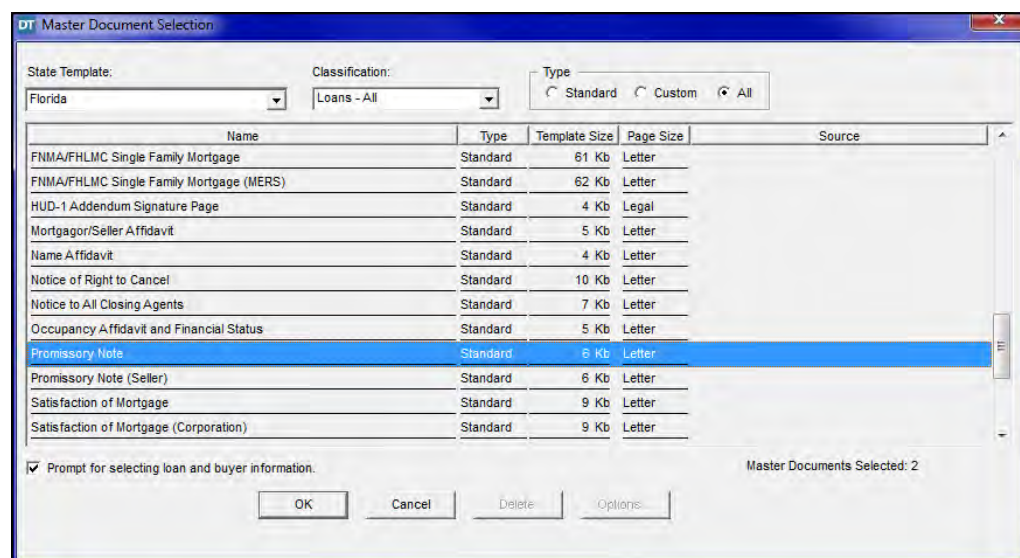 DT Master Document Selection
State Template: Classification: Type
Florida Loans - All Standard Custom All
Name Type Template Size Page Size Source
FNMA/FHLMC Single Family Mortgage Standard 61 Kb Letter
FNMA/FHLMC Single Family Mortgage (MERS) Standard 62 Kb Letter
HUD-1 Addendum Signature Page Standard 4 Kb Legal
Mortgagor/Seller Affidavit Standard 5 Kb Letter
Name Affidavit Standard 4 Kb Letter
Notice of Right to Cancel Standard 10 Kb Letter
Notice to All Closing Agents Standard 7 Kb Letter
Occupancy Affidavit and Financial Status Standard 5 Kb Letter
Promissory Note Standard 6 Kb Letter
Promissory Note (Seller) Standard 6 Kb Letter
Satisfaction of Mortgage Standard 9 Kb Letter
Satisfaction of Mortgage (Corporation) Standard 9 Kb Letter
Prompt for selecting loan and buyer information. Master Documents Selected: 2
OK Cancel Delete Options